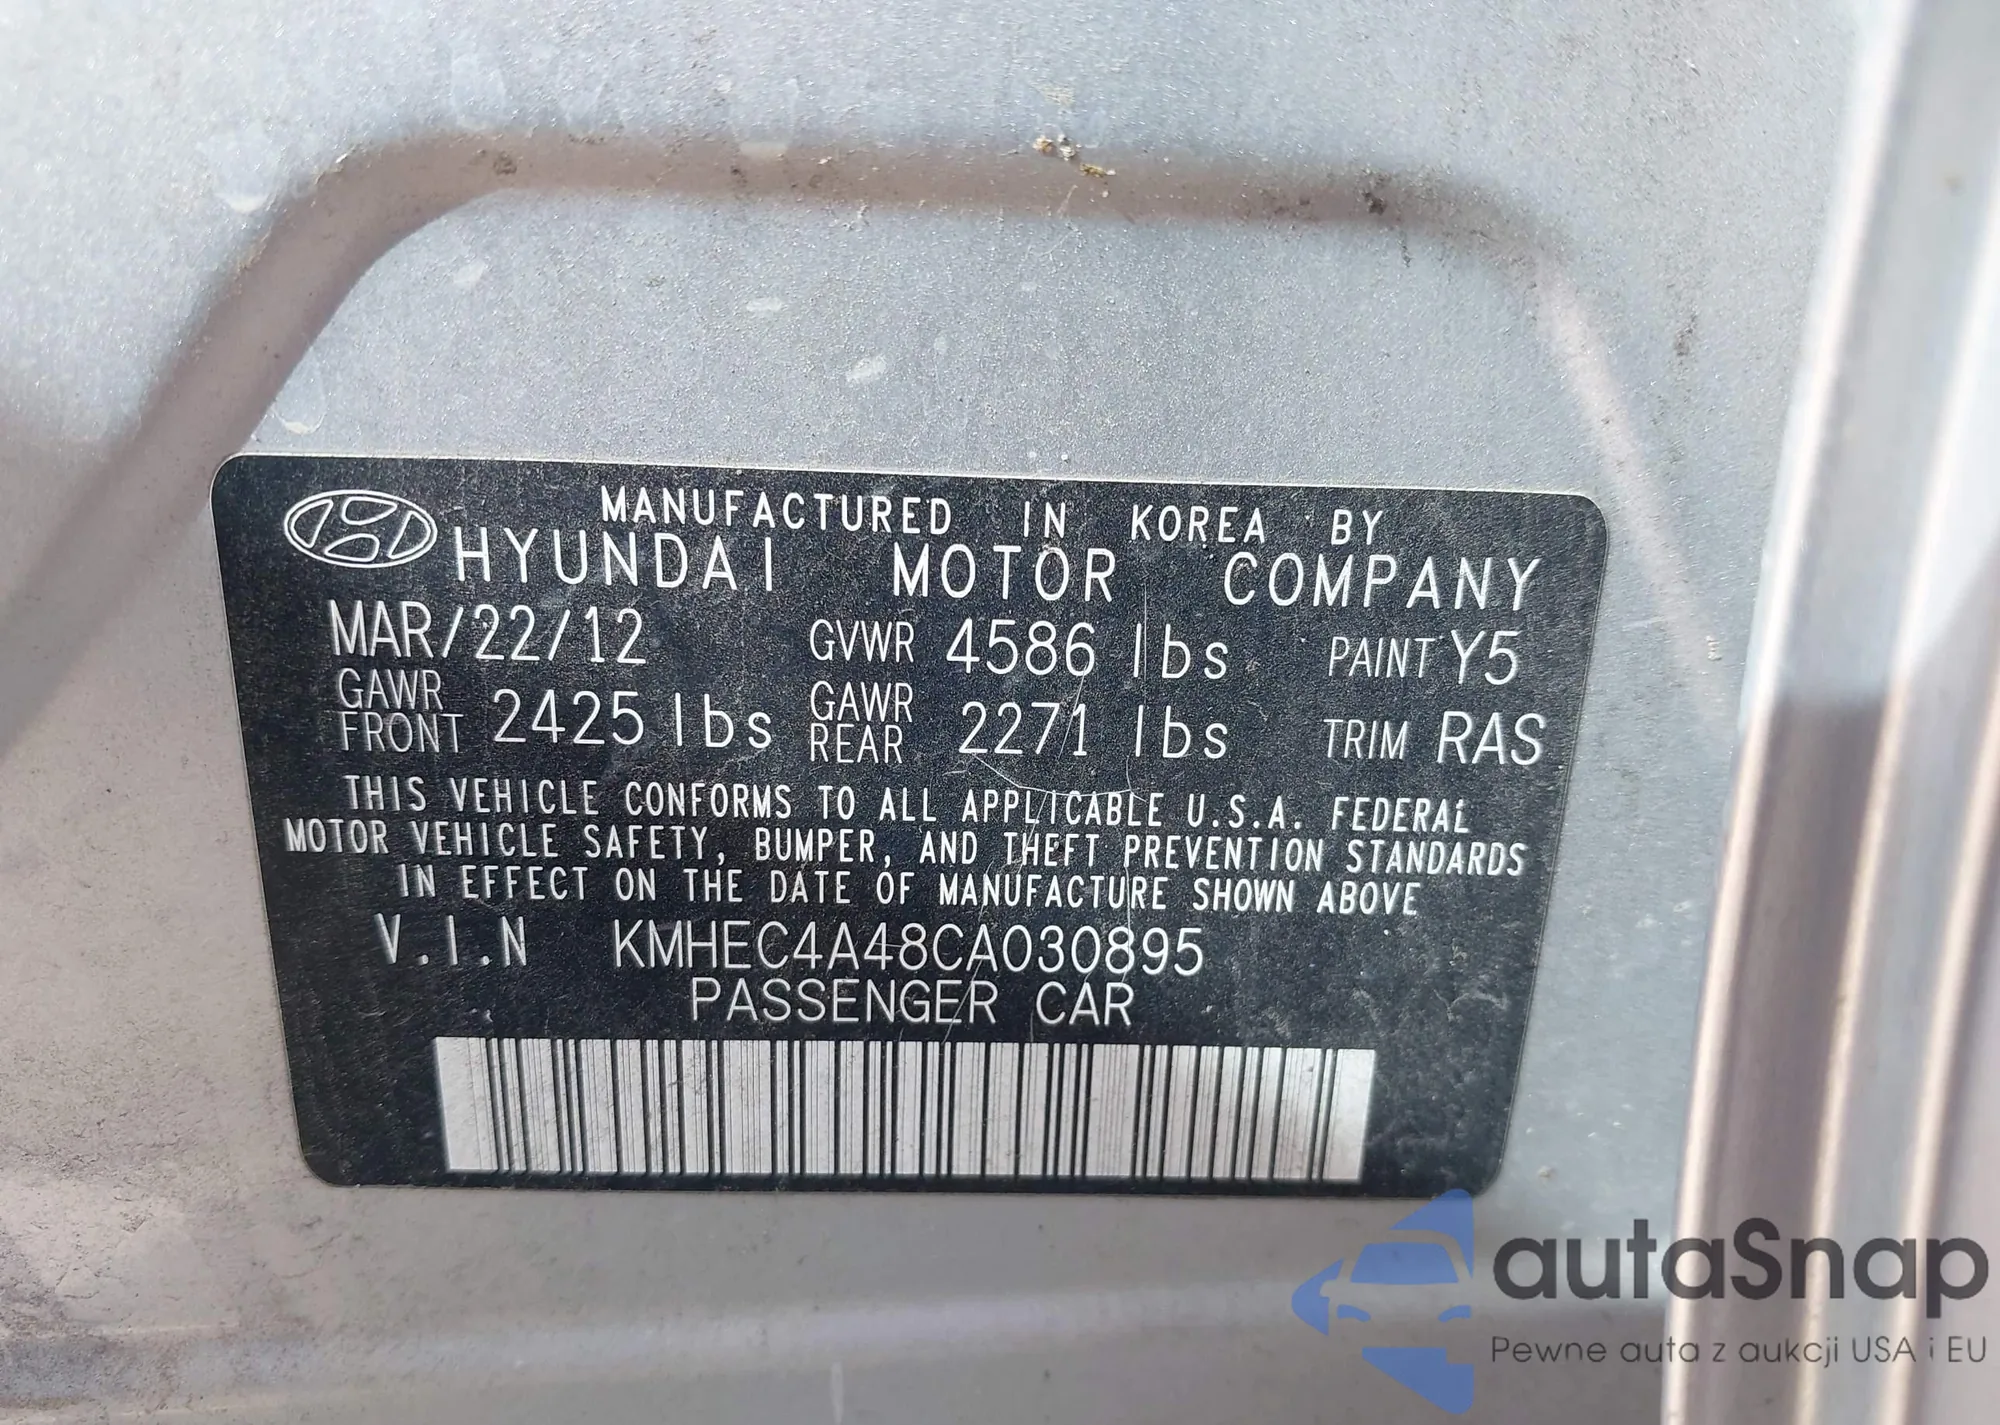 MANUFACTURED IN KOREA BY
HYUNDAI MOTOR COMPANY
MAR/22/12 GVWR 4586 lbs PAINT Y5
GAWR FRONT 2425 lbs GAWR REAR 2271 lbs TRIM RAS
THIS VEHICLE CONFORMS TO ALL APPLICABLE U.S.A. FEDERAL
MOTOR VEHICLE SAFETY, BUMPER, AND THEFT PREVENTION STANDARDS
IN EFFECT ON THE DATE OF MANUFACTURE SHOWN ABOVE
V.I.N KMHEC4A48CA030895
PASSENGER CAR
autaSnap
Pewne auta z aukcji USA i EU